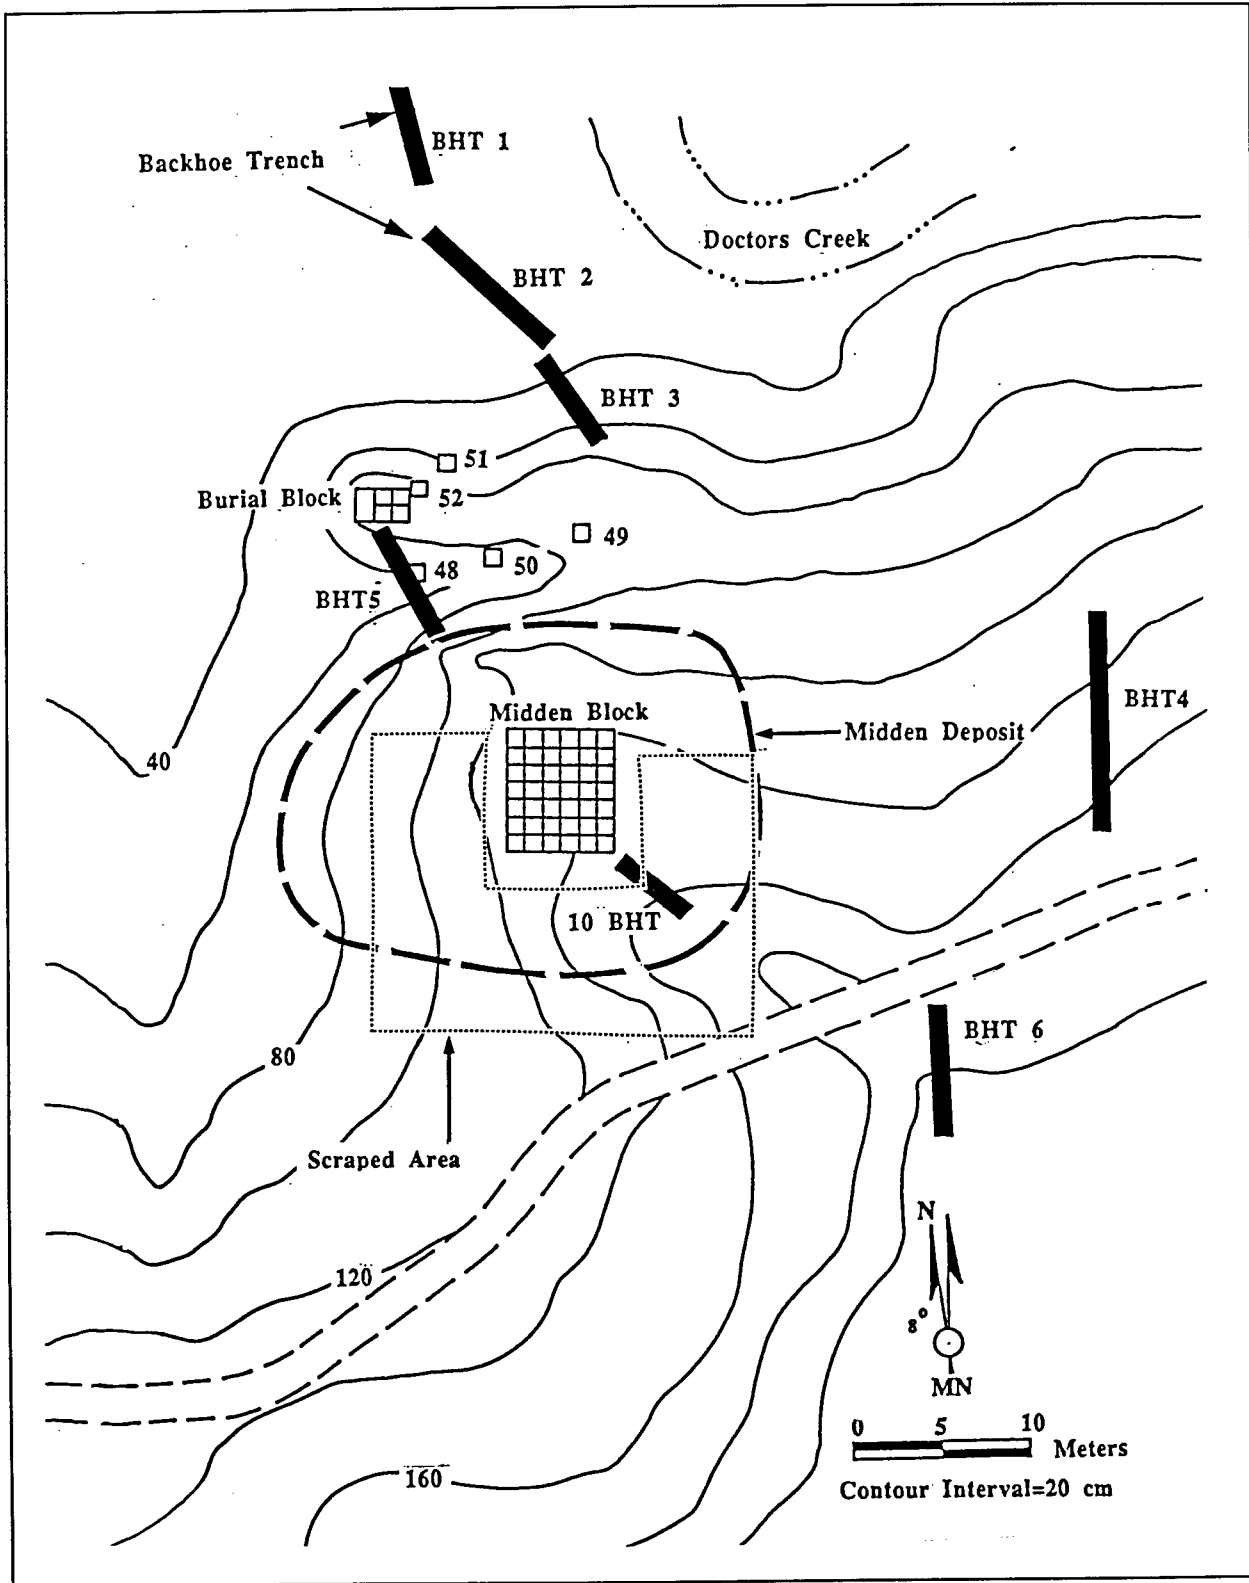 BHT 1
Backhoe Trench
Doctors Creek
BHT 2
BHT 3
51
Burial Block
52
49
50
48
BHT5
BHT4
Midden Block
Midden Deposit
40
10 BHT
BHT 6
80
Scraped Area
N
120
8°
MN
0 5 10
Meters
160
Contour Interval=20 cm